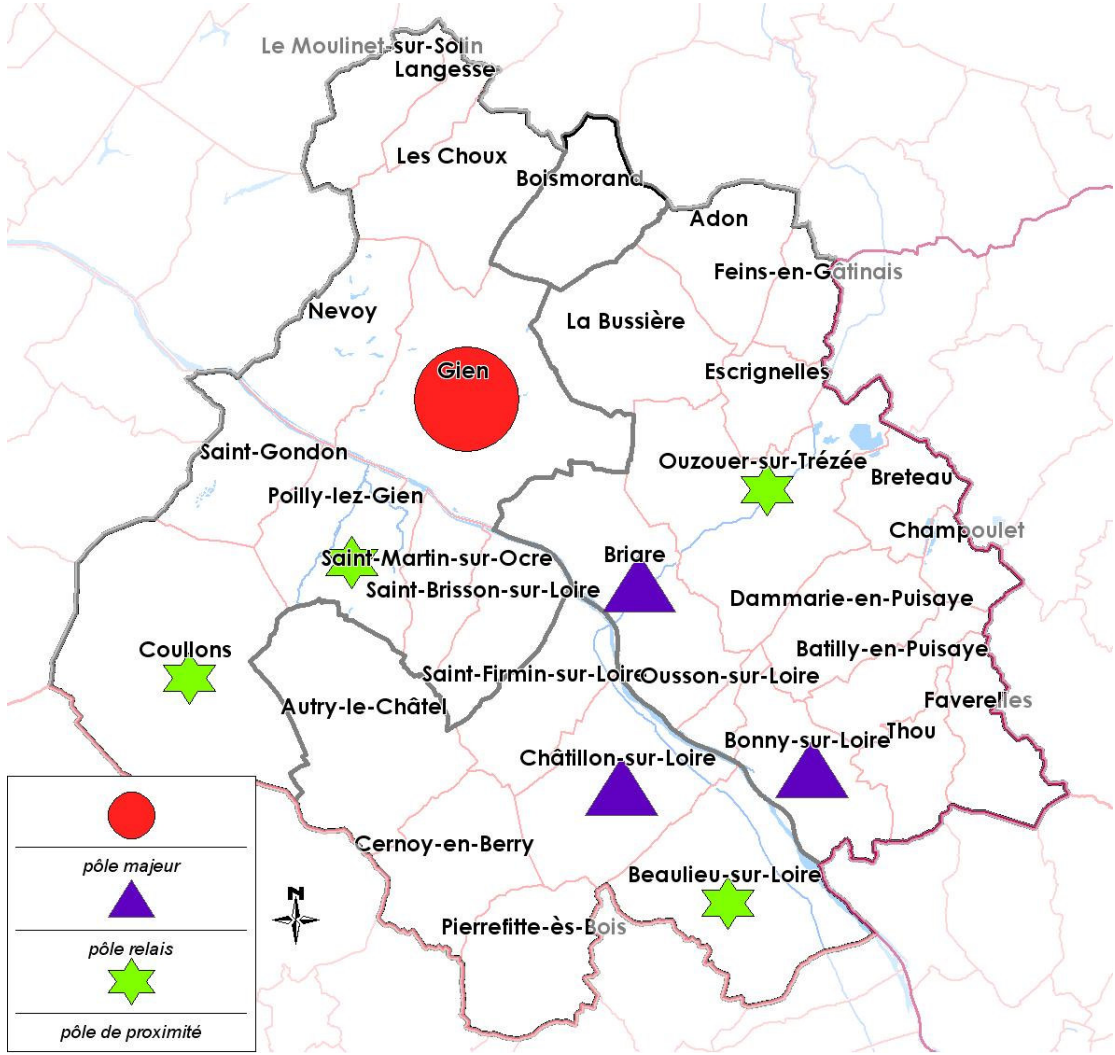 Le Moulinet-sur-Solin
Langesse
Les Choux
Boismorand
Adon
Feins-en-Gâtinais
Nevoy
La Bussière
Gien
Escrignelles
Saint-Gondon
Ouzouer-sur-Trézée
Breteau
Poilly-lez-Gien
Champoulet
Saint-Martin-sur-Ocre
Briare
Saint-Brisson-sur-Loire
Dammarie-en-Puisaye
Coullons
Batilly-en-Puisaye
Saint-Firmin-sur-Loire
Ousson-sur-Loire
Autry-le-Châtel
Faverelles
Thou
Bonny-sur-Loire
Châtillon-sur-Loire
Cernoy-en-Berry
Beaulieu-sur-Loire
Pierrefitte-ès-Bois
N
pôle majeur
pôle relais
pôle de proximité